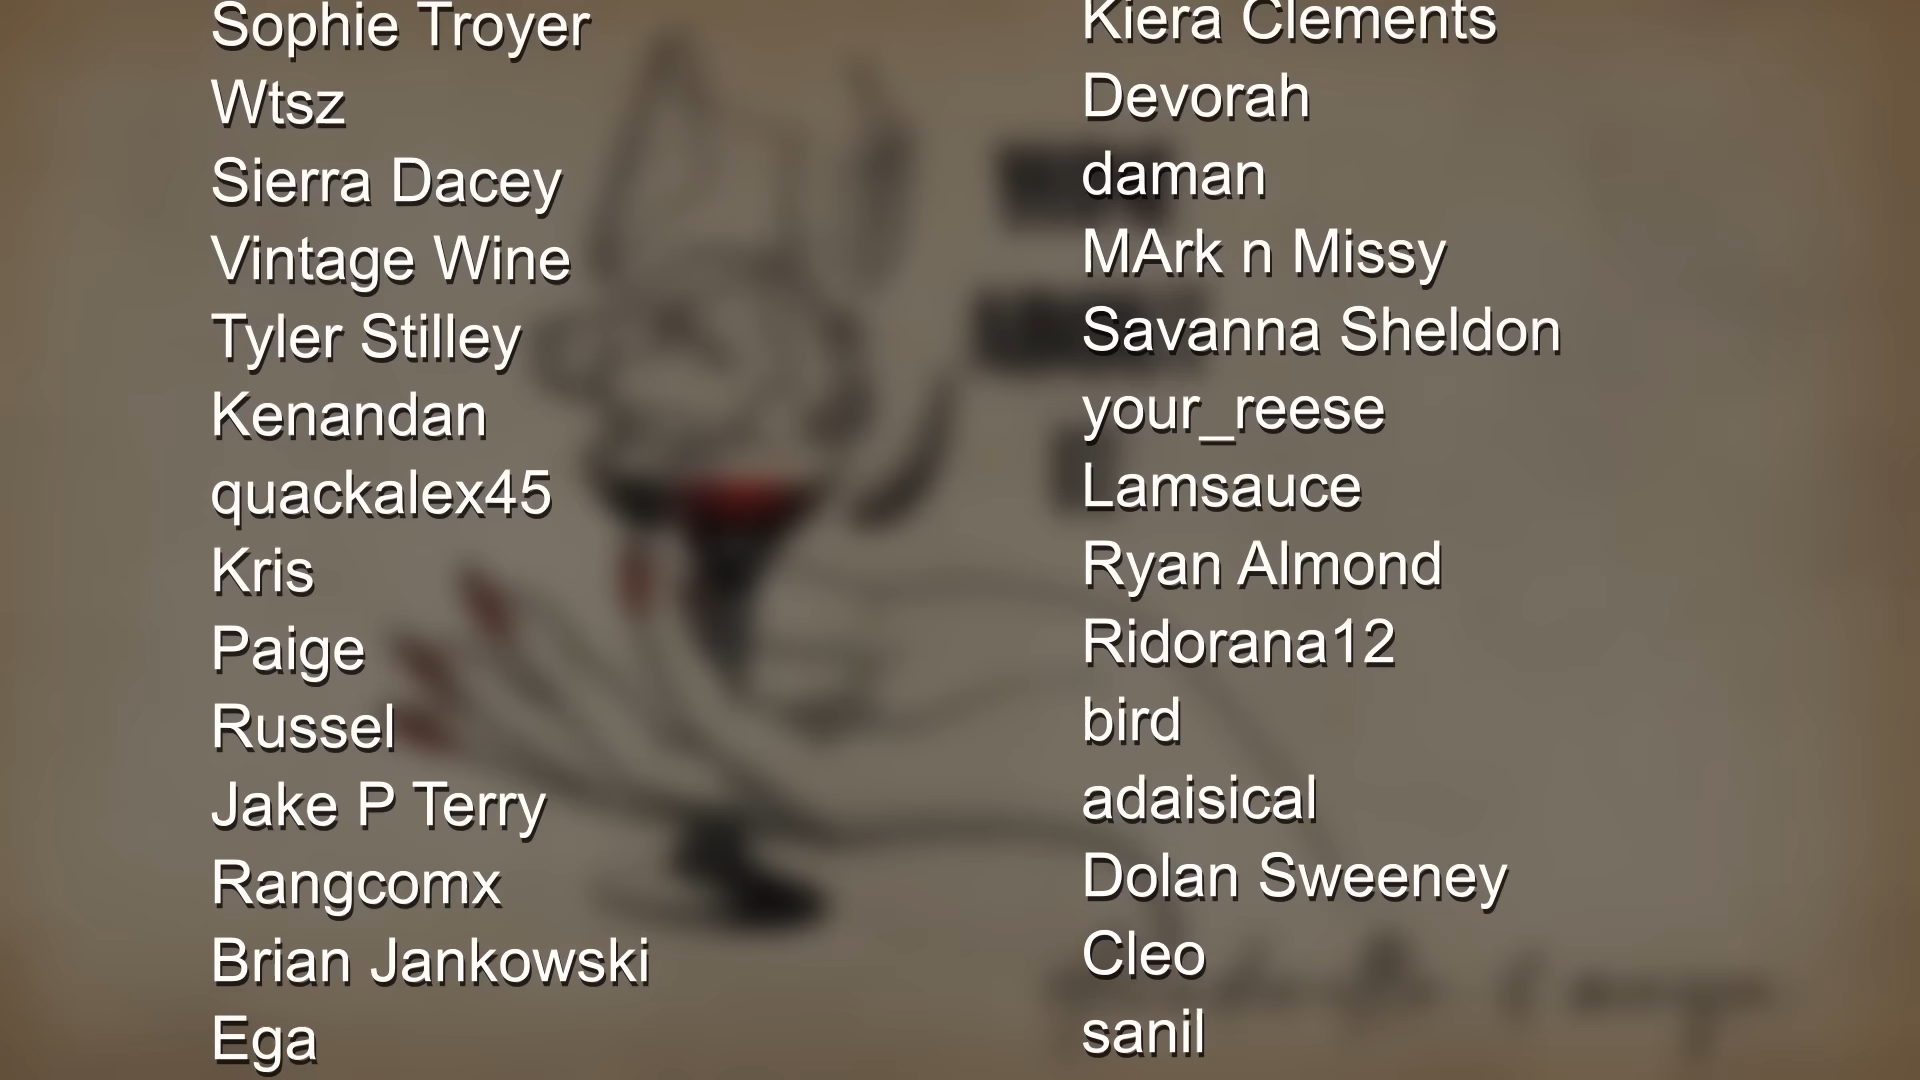 Sophie Troyer
Wtsz
Sierra Dacey
Vintage Wine
Tyler Stilley
Kenandan
quackalex45
Kris
Paige
Russel
Jake P Terry
Rangcomx
Brian Jankowski
Ega
Kiera Clements
Devorah
daman
MArk n Missy
Savanna Sheldon
your_reese
Lamsauce
Ryan Almond
Ridorana12
bird
adaisical
Dolan Sweeney
Cleo
sanil